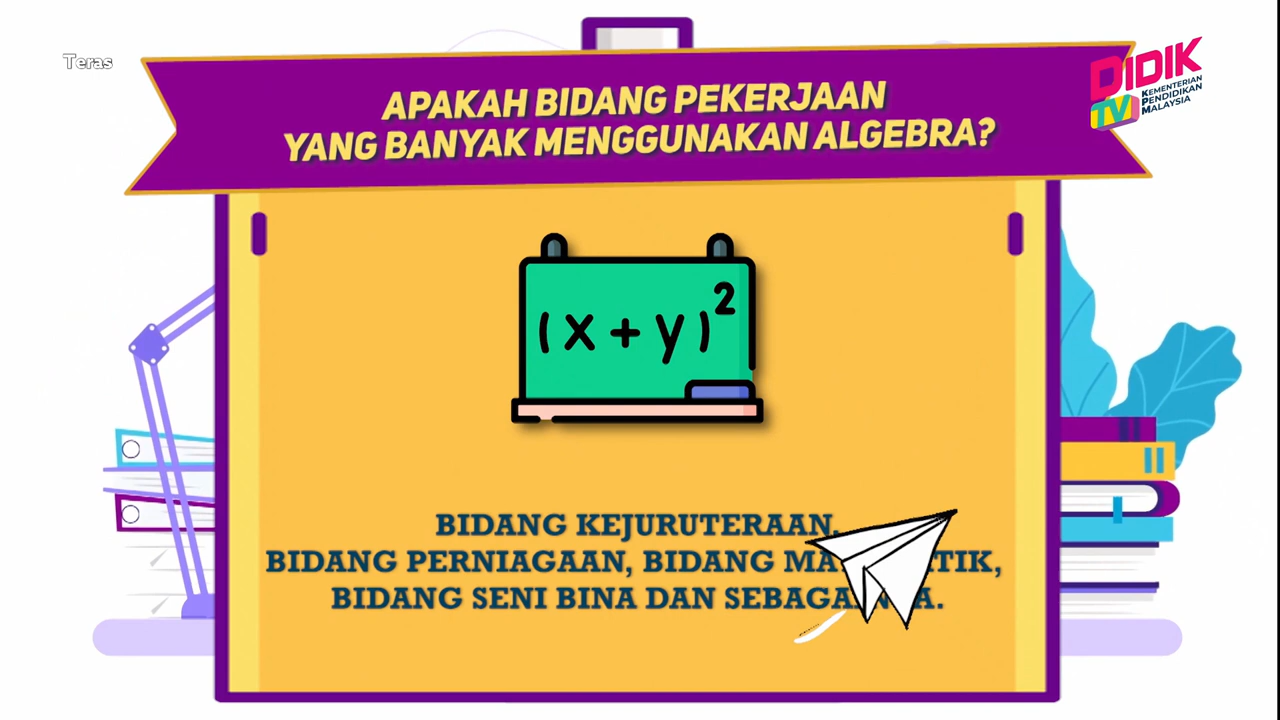 Teras
APAKAH BIDANG PEKERJAAN
YANG BANYAK MENGGUNAKAN ALGEBRA?
DIDIK
TV
KEMENTERIAN
PENDIDIKAN
MALAYSIA
(x + y)²
BIDANG KEJURUTERAAN,
BIDANG PERNIAGAAN, BIDANG
BIDANG SENI BINA DAN